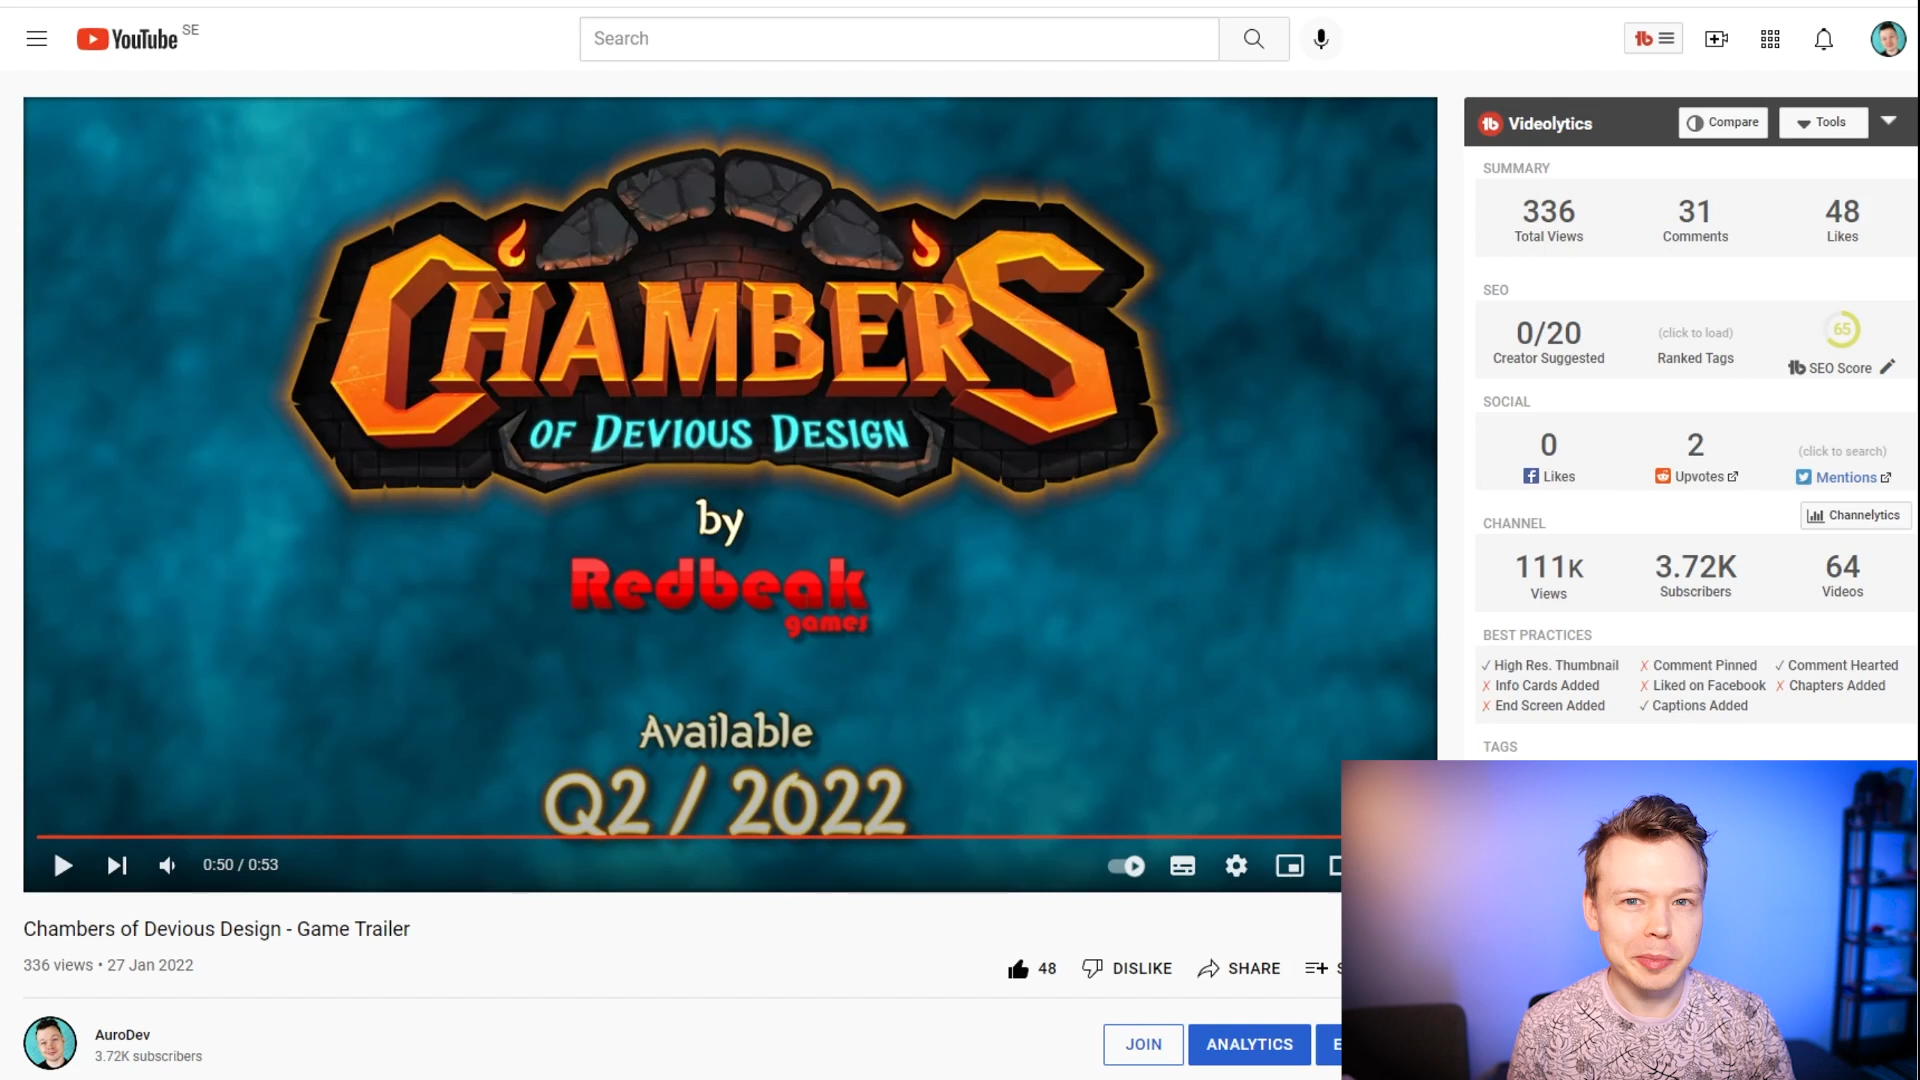 YouTube SE
Search
CHAMBERS
OF DEVIOUS DESIGN
by
Redbeak
games
Available
Q2 / 2022
0:50 / 0:53
Chambers of Devious Design - Game Trailer
336 views • 27 Jan 2022
48 DISLIKE SHARE S
AuroDev
3.72K subscribers
JOIN ANALYTICS E
tb Videolytics Compare Tools
SUMMARY
336 31 48
Total Views Comments Likes
SEO
0/20 (click to load) 65
Creator Suggested Ranked Tags tb SEO Score
SOCIAL
0 2 (click to search)
Likes Upvotes Mentions
CHANNEL Channelytics
111K 3.72K 64
Views Subscribers Videos
BEST PRACTICES
✓ High Res. Thumbnail ✗ Comment Pinned ✓ Comment Hearted
✗ Info Cards Added ✗ Liked on Facebook ✗ Chapters Added
✗ End Screen Added ✓ Captions Added
TAGS